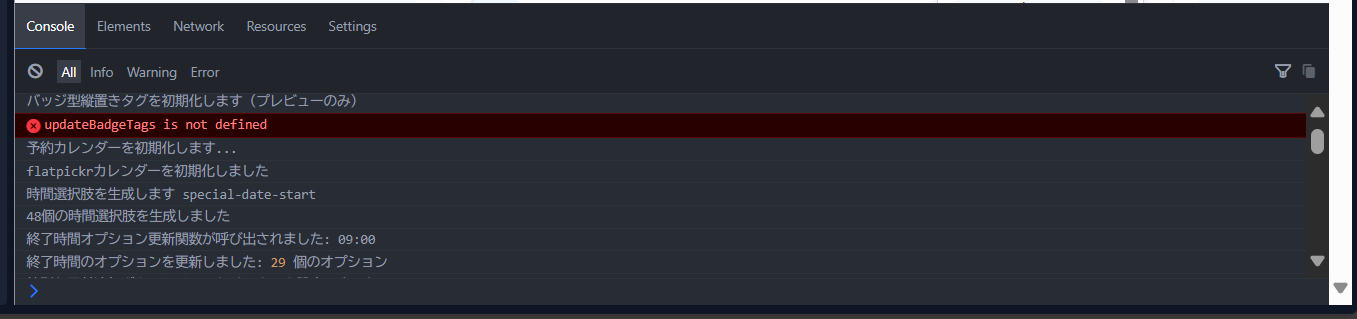 Console Elements Network Resources Settings
All Info Warning Error
バッジ型縦置きタグを初期化します（プレビューのみ）
updateBadgeTags is not defined
予約カレンダーを初期化します...
flatpickrカレンダーを初期化しました
時間選択肢を生成します special-date-start
48個の時間選択肢を生成しました
終了時間オプション更新関数が呼び出されました: 09:00
終了時間のオプションを更新しました: 29 個のオプション